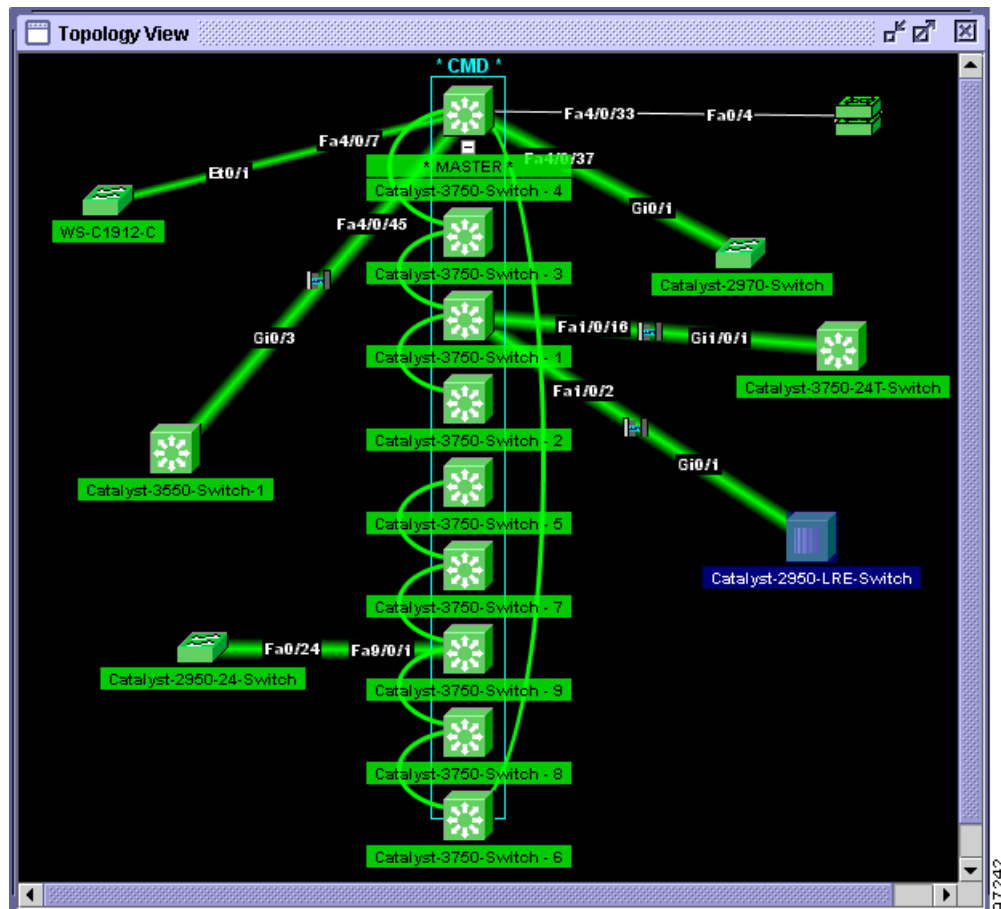 Topology View
* CMD *
Fa4/0/33
Fa0/4
Fa4/0/7
Et0/1
* MASTER *
Fa4/0/37
Catalyst-3750-Switch - 4
WS-C1912-C
Fa4/0/45
Gi0/1
Catalyst-3750-Switch - 3
Catalyst-2970-Switch
Gi0/3
Fa1/0/16
Gi1/0/1
Catalyst-3750-Switch - 1
Catalyst-3750-24T-Switch
Fa1/0/2
Catalyst-3750-Switch - 2
Gi0/1
Catalyst-3550-Switch-1
Catalyst-3750-Switch - 5
Catalyst-2950-LRE-Switch
Catalyst-3750-Switch - 7
Fa0/24
Fa9/0/1
Catalyst-2950-24-Switch
Catalyst-3750-Switch - 9
Catalyst-3750-Switch - 8
Catalyst-3750-Switch - 6
97242